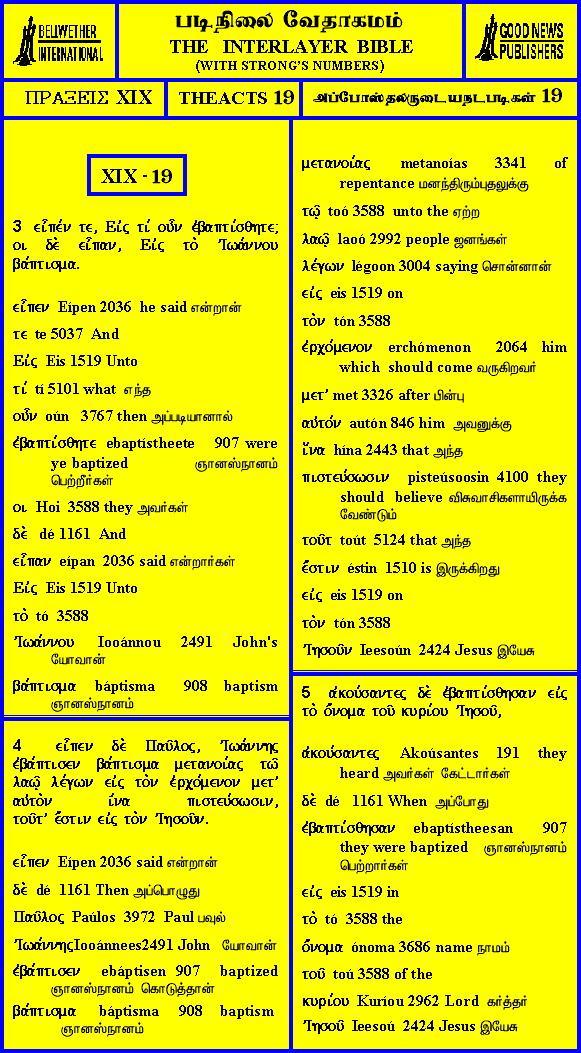 BELLWETHER
INTERNATIONAL
படிநிலை வேதாகமம்
THE INTERLAYER BIBLE
(WITH STRONG'S NUMBERS)
GOOD NEWS
PUBLISHERS
ΠΡΑΞΕΙΣ XIX
THEACTS 19
அப்போஸ்தலருடையநடபடிகள் 19
XIX - 19
3 εἶπέν τε, Εἰς τί οὖν ἐβαπτίσθητε;
οι δὲ εἶπαν, Εἰς τὸ Ἰωάννου
βάπτισμα.
εἶπεν Eípen 2036 he said என்றான்
τε te 5037 And
Εἰς Eis 1519 Unto
τί tí 5101 what எந்த
οὖν oún 3767 then அப்படியானால்
ἐβαπτίσθητε ebaptístheete 907 were
ye baptized ஞானஸ்நானம்
பெற்றீர்கள்
οι Hoi 3588 they அவர்கள்
δὲ dé 1161 And
εἶπαν eípan 2036 said என்றார்கள்
Εἰς Eis 1519 Unto
τὸ tó 3588
Ἰωάννου Iooánnou 2491 John's
யோவான்
βάπτισμα báptisma 908 baptism
ஞானஸ்நானம்
4 εἶπεν δὲ Παῦλος, Ἰωάννης
ἐβάπτισεν βάπτισμα μετανοίας τῶ
λαῶ λέγων εἰς τὸν ἐρχόμενον μετ'
αὐτὸν ἵνα πιστεύσωσιν,
τοῦτ' ἔστιν εἰς τὸν Ἰησοῦν.
εἶπεν Eípen 2036 said என்றான்
δὲ dé 1161 Then அப்பொழுது
Παῦλος Paúlos 3972 Paul பவுல்
ἸωάννηςIooánnees2491 John யோவான்
ἐβάπτισεν ebáptisen 907 baptized
ஞானஸ்நானம் கொடுத்தான்
βάπτισμα báptisma 908 baptism
ஞானஸ்நானம்
μετανοίας metanoías 3341 of
repentance மனந்திரும்புதலுக்கு
τῶ toó 3588 unto the ஏற்ற
λαῶ laoó 2992 people ஜனங்கள்
λέγων légoon 3004 saying சொன்னான்
εἰς eis 1519 on
τὸν tón 3588
ἐρχόμενον erchómenon 2064 him
which should come வருகிறவர்
μετ' met 3326 after பின்பு
αὐτόν autón 846 him அவனுக்கு
ἵνα hína 2443 that அந்த
πιστεύσωσιν pisteúsoosin 4100 they
should believe விசுவாசிகளாயிருக்க
வேண்டும்
τοῦτ toút 5124 that அந்த
ἔστιν éstin 1510 is இருக்கிறது
εἰς eis 1519 on
τὸν tón 3588
Ἰησοῦν Ieesoún 2424 Jesus இயேசு
5 ἀκούσαντες δὲ ἐβαπτίσθησαν εἰς
τὸ ὄνομα τοῦ κυρίου Ἰησοῦ,
ἀκούσαντες Akoúsantes 191 they
heard அவர்கள் கேட்டார்கள்
δὲ dé 1161 When அப்போது
ἐβαπτίσθησαν ebaptístheesan 907
they were baptized ஞானஸ்நானம்
பெற்றார்கள்
εἰς eis 1519 in
τὸ tó 3588 the
ὄνομα ónoma 3686 name நாமம்
τοῦ toú 3588 of the
κυρίου Kuríou 2962 Lord கர்த்தர்
Ἰησοῦ Ieesoú 2424 Jesus இயேசு